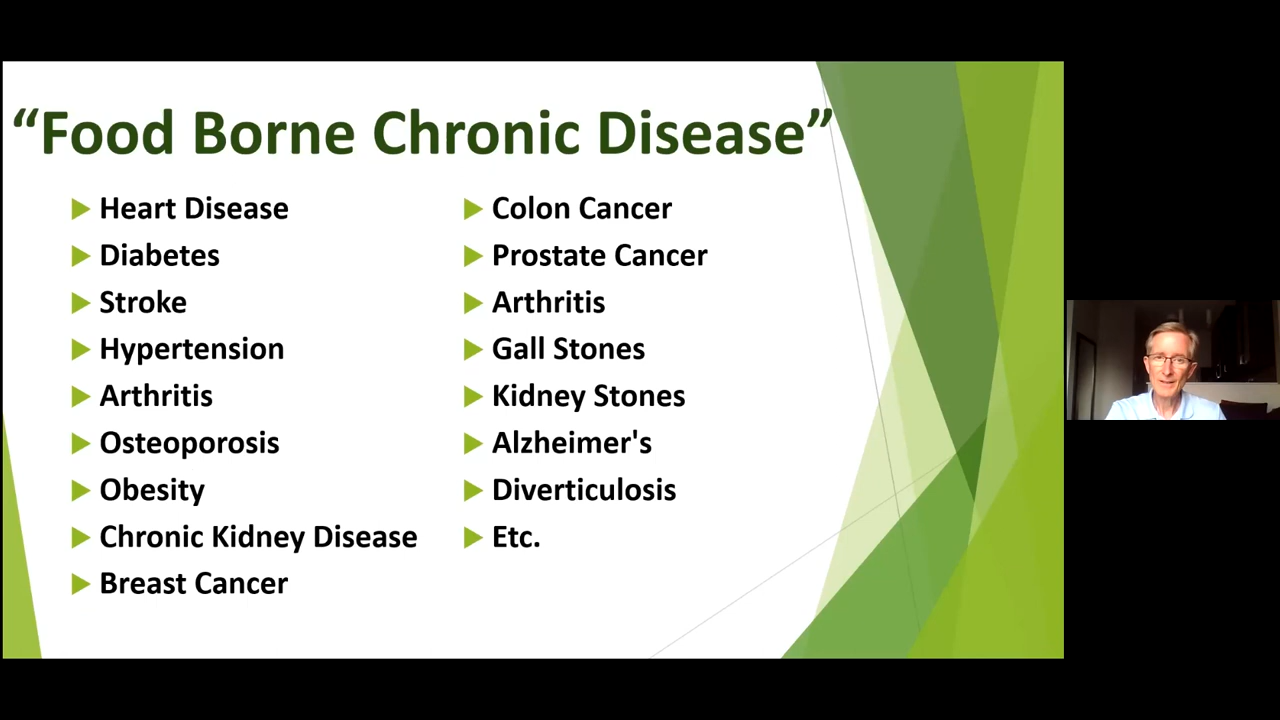 “Food Borne Chronic Disease”
Heart Disease
Diabetes
Stroke
Hypertension
Arthritis
Osteoporosis
Obesity
Chronic Kidney Disease
Breast Cancer
Colon Cancer
Prostate Cancer
Arthritis
Gall Stones
Kidney Stones
Alzheimer's
Diverticulosis
Etc.